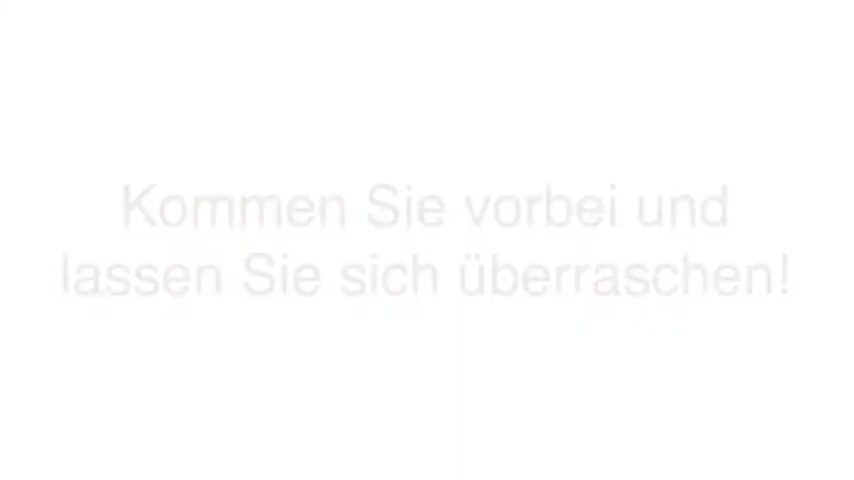 Kommen Sie vorbei und
lassen Sie sich überraschen!